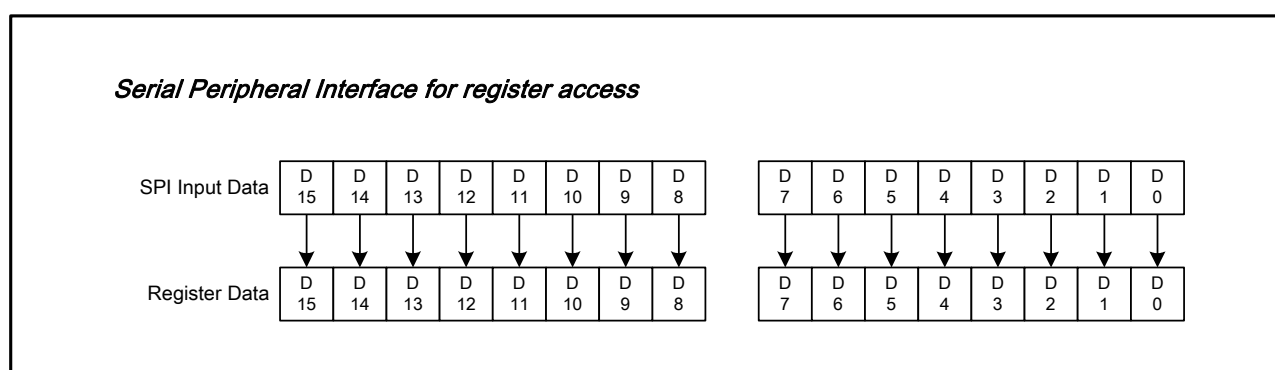 Serial Peripheral Interface for register access
SPI Input Data D 15 D 14 D 13 D 12 D 11 D 10 D 9 D 8 D 7 D 6 D 5 D 4 D 3 D 2 D 1 D 0
Register Data D 15 D 14 D 13 D 12 D 11 D 10 D 9 D 8 D 7 D 6 D 5 D 4 D 3 D 2 D 1 D 0